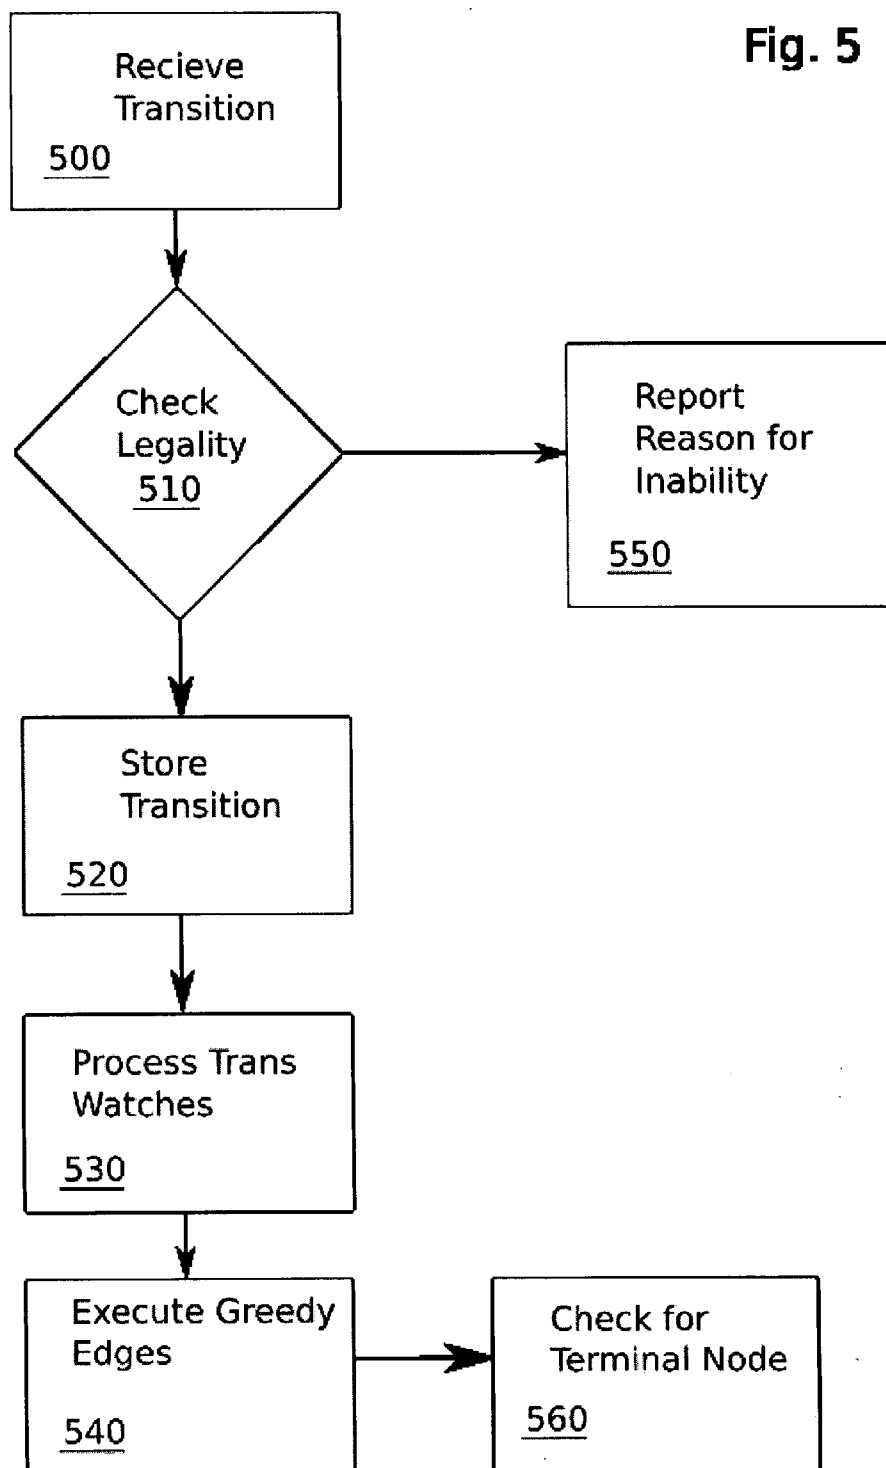 Fig. 5
Recieve
Transition
500
Check
Legality
510
Report
Reason for
Inability
550
Store
Transition
520
Process Trans
Watches
530
Execute Greedy
Edges
540
Check for
Terminal Node
560